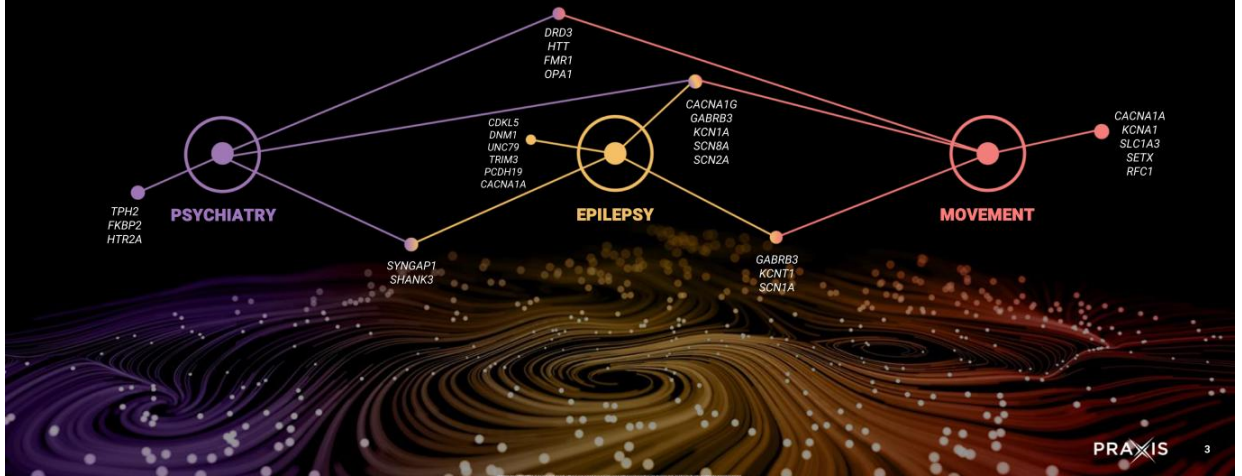 DRD3
HTT
FMR1
OPA1
CACNA1G
GABRB3
KCN1A
SCN8A
SCN2A
CDKL5
DNM1
UNC79
TRIM3
PCDH19
CACNA1A
CACNA1A
KCNA1
SLC1A3
SETX
RFC1
TPH2
FKBP2
HTR2A
PSYCHIATRY
EPILEPSY
MOVEMENT
SYNGAP1
SHANK3
GABRB3
KCNT1
SCN1A
PRAXIS
3